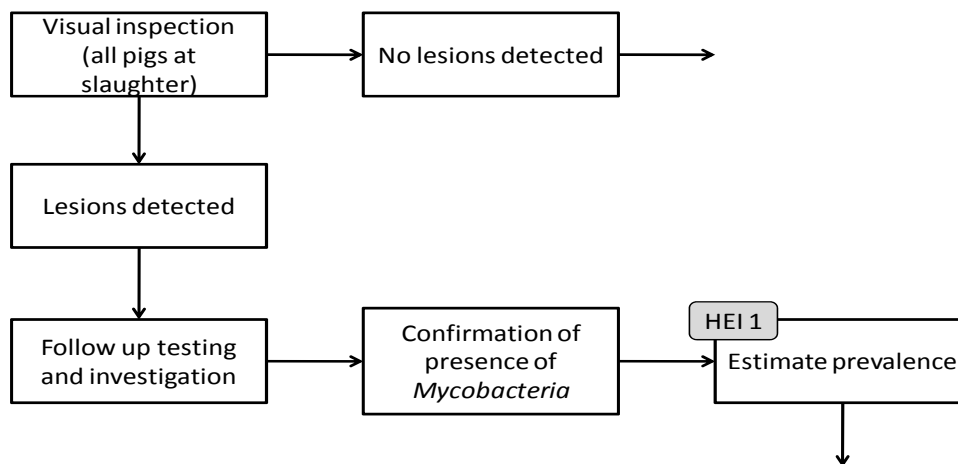 Visual inspection
(all pigs at
slaughter)
No lesions detected
Lesions detected
Follow up testing
and investigation
Confirmation of
presence of
Mycobacteria
HEI 1
Estimate prevalence